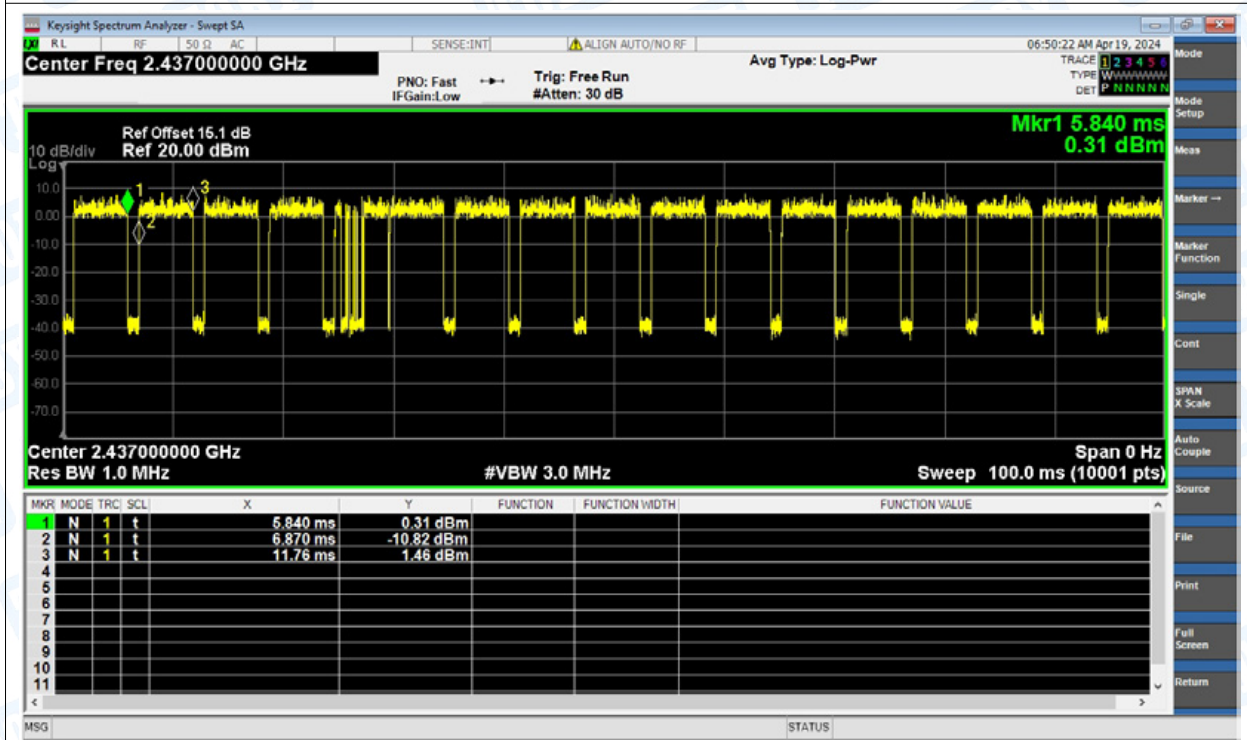 Keysight Spectrum Analyzer - Swept SA
RL RF 50 Ω AC SENSE:INT ALIGN AUTO/NO RF 06:50:22 AM Apr 19, 2024
Center Freq 2.437000000 GHz
PNO: Fast
IFGain:Low
Trig: Free Run
#Atten: 30 dB
Avg Type: Log-Pwr
TRACE 1 2 3 4 5 6
TYPE WWWWWW
DET P N N N N N
Mkr1 5.840 ms
0.31 dBm
Ref Offset 15.1 dB
10 dB/div Ref 20.00 dBm
Log
10.0
0.00
-10.0
-20.0
-30.0
-40.0
-50.0
-60.0
-70.0
1
2
3
Center 2.437000000 GHz Span 0 Hz
Res BW 1.0 MHz #VBW 3.0 MHz Sweep 100.0 ms (10001 pts)
MKR MODE TRC SCL X Y FUNCTION FUNCTION WIDTH FUNCTION VALUE
1 N 1 t 5.840 ms 0.31 dBm
2 N 1 t 6.870 ms -10.82 dBm
3 N 1 t 11.76 ms 1.46 dBm
4
5
6
7
8
9
10
11
MSG STATUS
Mode
Mode
Setup
Meas
Marker →
Marker
Function
Single
Cont
SPAN
X Scale
Auto
Couple
Source
File
Print
Full
Screen
Return